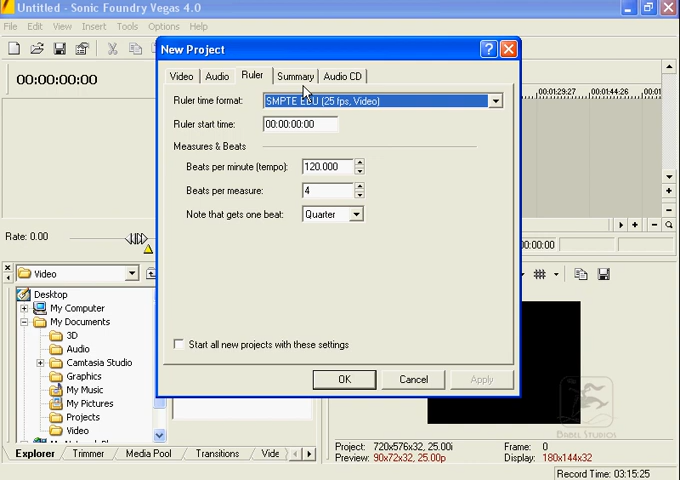 Untitled - Sonic Foundry Vegas 4.0
File Edit View Insert Tools Options Help
New Project
Video Audio Ruler Summary Audio CD
00:00:00:00
Ruler time format: SMPTE EBU (25 fps, Video)
Ruler start time: 00:00:00:00
Measures & Beats
Beats per minute (tempo): 120.000
Beats per measure: 4
Note that gets one beat: Quarter
Start all new projects with these settings
OK Cancel Apply
00:01:29:27 00:01:44:26 00:01
Rate: 0.00
00:00:00
Video
Desktop
My Computer
My Documents
3D
Audio
Camtasia Studio
Graphics
My Music
My Pictures
Projects
Video
Explorer Trimmer Media Pool Transitions Vide
BABEL STUDIOS
Project: 720x576x32, 25.00i Frame: 0
Preview: 90x72x32, 25.00p Display: 180x144x32
Record Time: 03:15:25